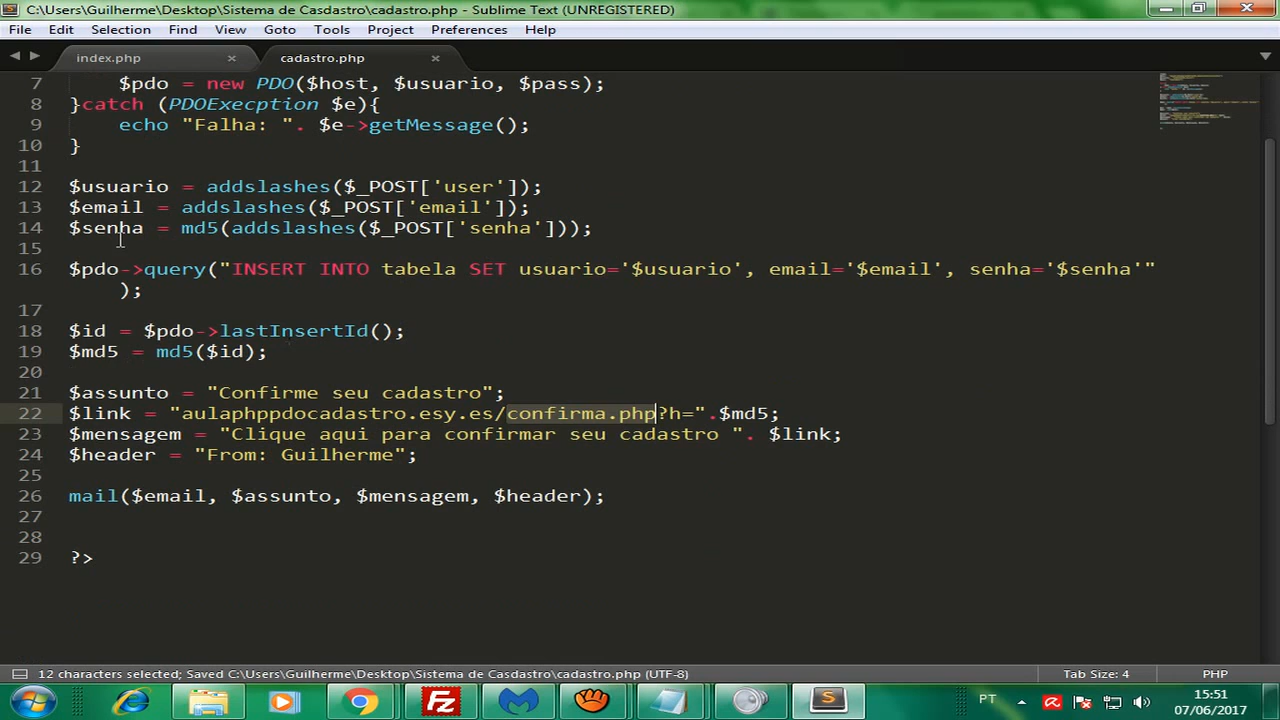 C:\Users\Guilherme\Desktop\Sistema de Casdastro\cadastro.php - Sublime Text (UNREGISTERED)
File Edit Selection Find View Goto Tools Project Preferences Help
index.php × cadastro.php ×
7 $pdo = new PDO($host, $usuario, $pass);
8 }catch (PDOExecption $e){
9 echo "Falha: ". $e->getMessage();
10 }
11
12 $usuario = addslashes($_POST['user']);
13 $email = addslashes($_POST['email']);
14 $senha = md5(addslashes($_POST['senha']));
15
16 $pdo->query("INSERT INTO tabela SET usuario='$usuario', email='$email', senha='$senha'"
);
17
18 $id = $pdo->lastInsertId();
19 $md5 = md5($id);
20
21 $assunto = "Confirme seu cadastro";
22 $link = "aulaphppdocadastro.esy.es/confirma.php?h=".$md5;
23 $mensagem = "Clique aqui para confirmar seu cadastro ". $link;
24 $header = "From: Guilherme";
25
26 mail($email, $assunto, $mensagem, $header);
27
28
29 ?>
12 characters selected; Saved C:\Users\Guilherme\Desktop\Sistema de Casdastro\cadastro.php (UTF-8) Tab Size: 4 PHP
PT 15:51
07/06/2017